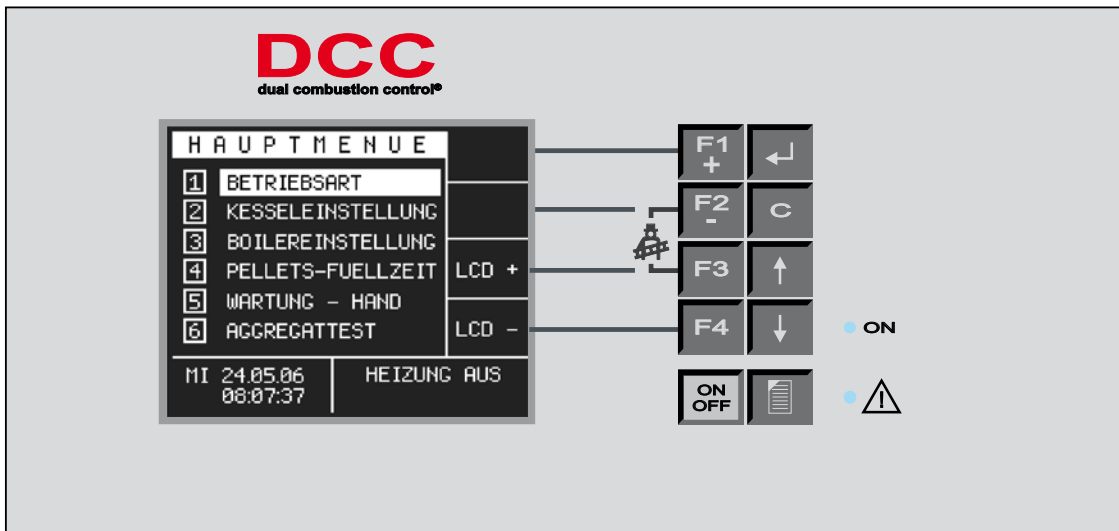 DCC
dual combustion control®
HAUPTMENUE
1 BETRIEBSART
2 KESSELEINSTELLUNG
3 BOILEREINSTELLUNG
4 PELLETS-FUELLZEIT LCD +
5 WARTUNG - HAND
6 AGGREGATTEST LCD -
MI 24.05.06 HEIZUNG AUS
08:07:37
F1
+
F2 C
-
F3 ↑
F4 ↓ ON
ON
OFF